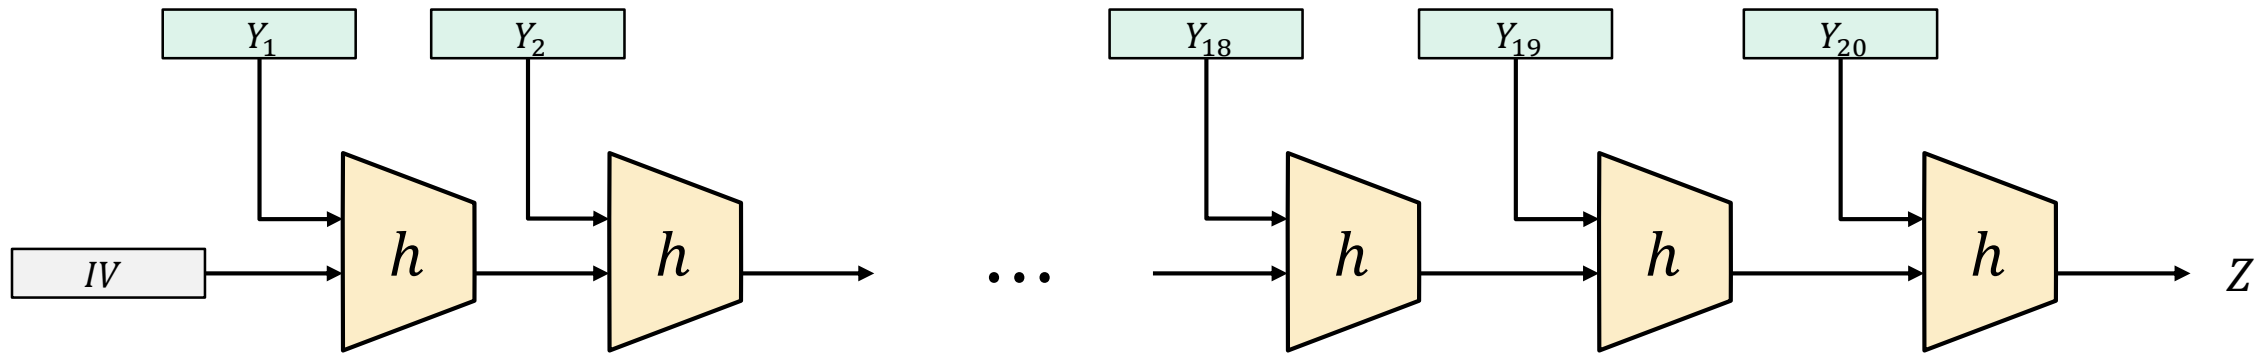 Y₁ Y₂ Y₁₈ Y₁₉ Y₂₀
IV h h ... h h h Z